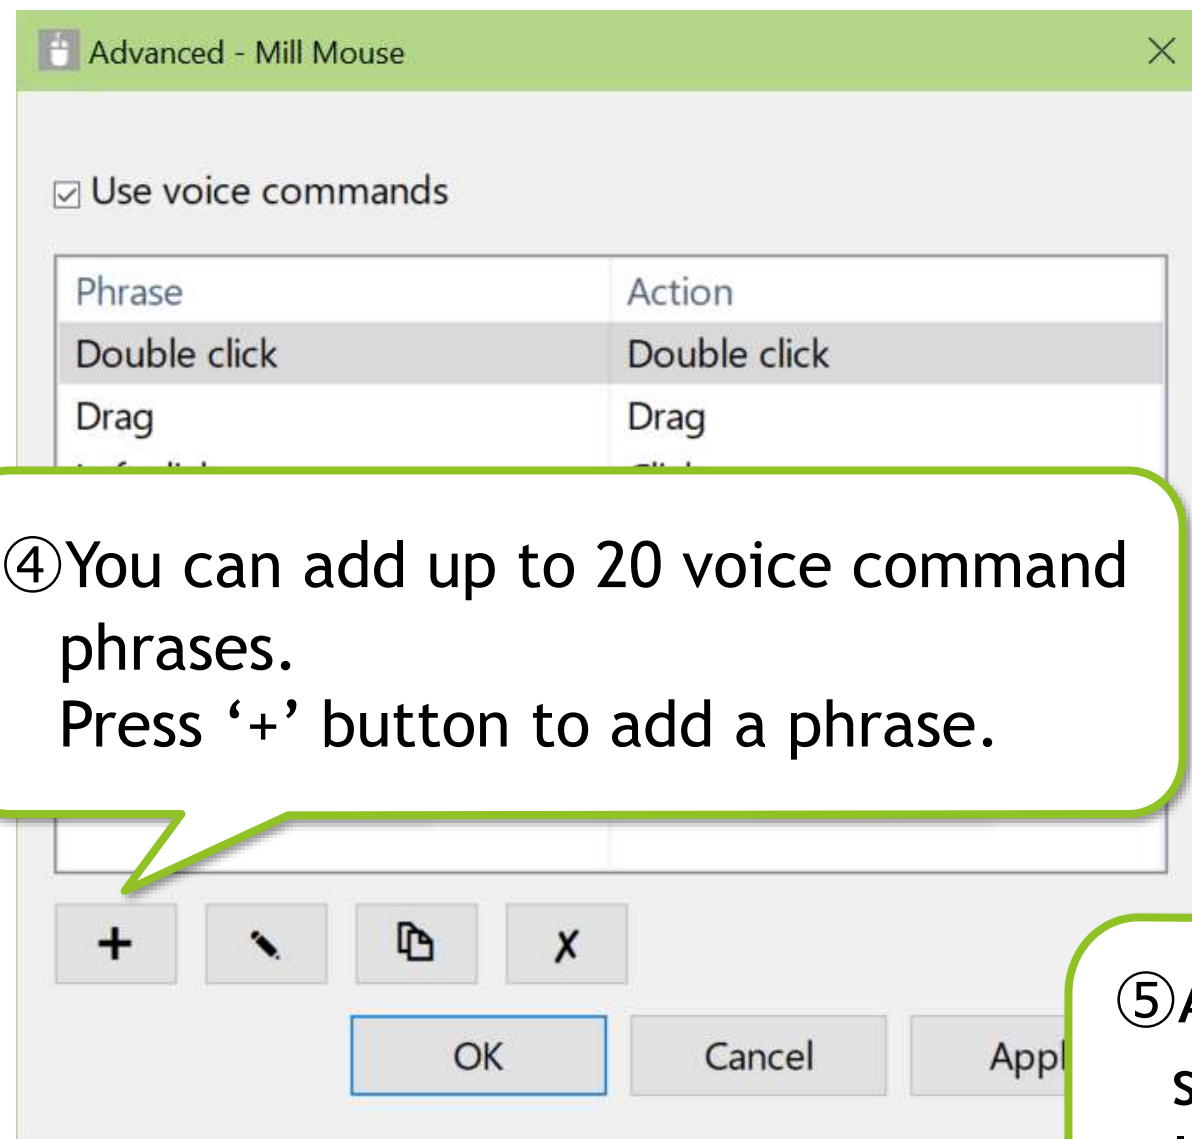 Advanced - Mill Mouse
Use voice commands
Phrase Action
Double click Double click
Drag Drag
④You can add up to 20 voice command
phrases.
Press ‘+’ button to add a phrase.
OK Cancel
⑤